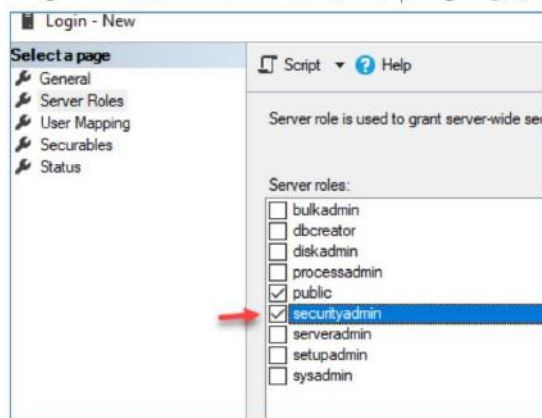 Login - New
Select a page
General
Server Roles
User Mapping
Securables
Status
Script
Help
Server role is used to grant server-wide sec
Server roles:
bulkadmin
dbcreator
diskadmin
processadmin
public
securityadmin
serveradmin
setupadmin
sysadmin